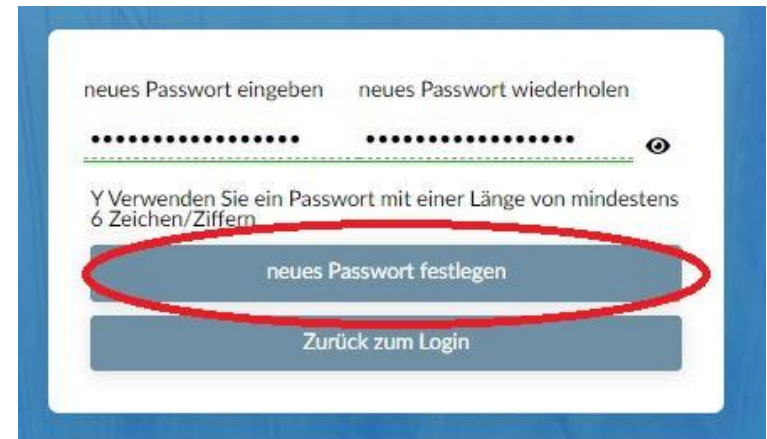 neues Passwort eingeben neues Passwort wiederholen
••••••••••••••••• •••••••••••••••••
Y Verwenden Sie ein Passwort mit einer Länge von mindestens
6 Zeichen/Ziffern
neues Passwort festlegen
Zurück zum Login